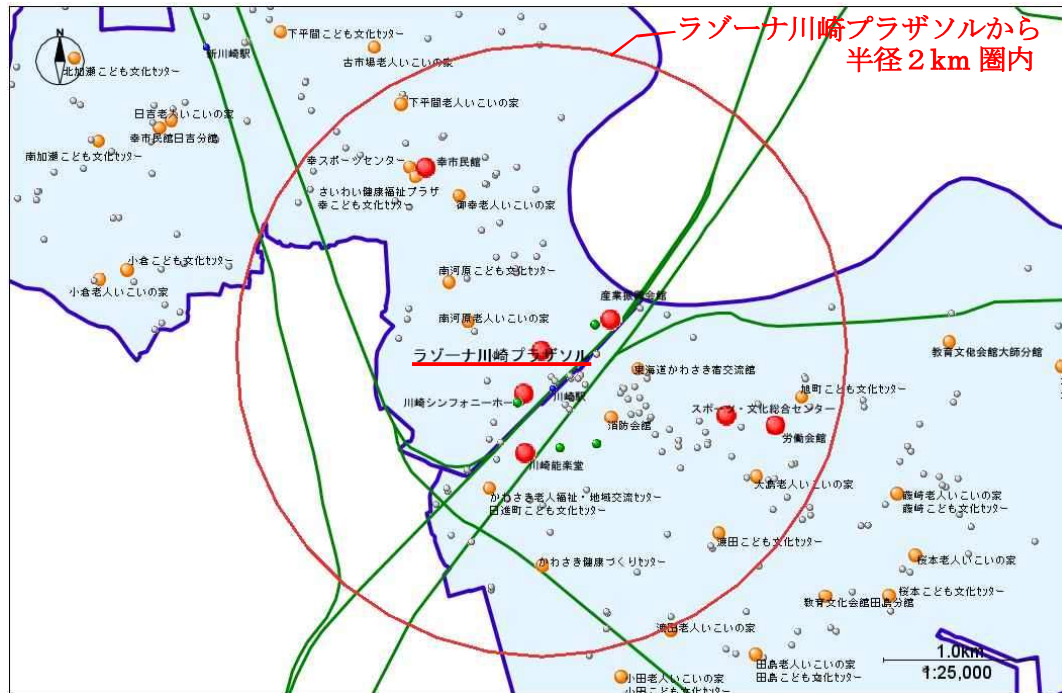 ラゾーナ川崎プラザソルから
半径２km 圏内
N
下平間こども文化センター
新川崎駅
古市場老人いこいの家
北加瀬こども文化センター
下平間老人いこいの家
日吉老人いこいの家
幸市民館日吉分館
南加瀬こども文化センター
幸スポーツセンター
幸市民館
さいわい健康福祉プラザ
幸こども文化センター
御幸老人いこいの家
小倉こども文化センター
小倉老人いこいの家
南河原こども文化センター
産業振興会館
南河原老人いこいの家
ラゾーナ川崎プラザソル
教育文化会館大師分館
東海道かわさき宿交流館
川崎駅
旭町こども文化センター
川崎シンフォニーホー
スポーツ・文化総合センター
消防会館
労働会館
川崎能楽堂
大島老人いこいの家
かわさき老人福祉・地域交流センター
日進町こども文化センター
藤崎老人いこいの家
藤崎こども文化センター
渡田こども文化センター
かわさき健康づくりセンター
桜本老人いこいの家
桜本こども文化センター
教育文化会館田島分館
渡田老人いこいの家
1.0km
1:25,000
田島老人いこいの家
田島こども文化センター
小田老人いこいの家
小田こども文化センター